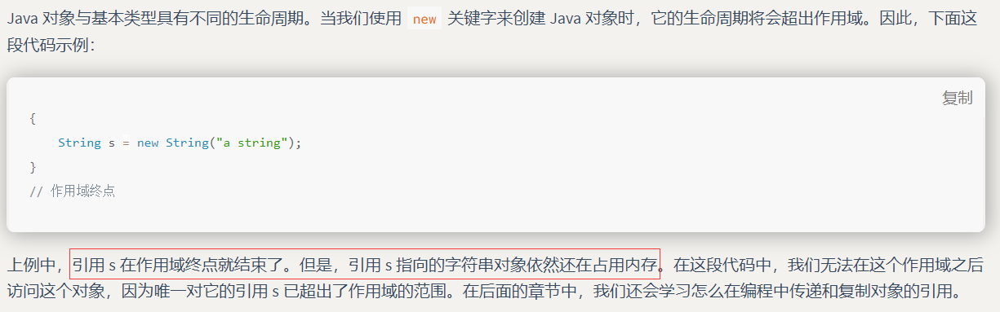 Java 对象与基本类型具有不同的生命周期。当我们使用 new 关键字来创建 Java 对象时，它的生命周期将会超出作用域。因此，下面这
段代码示例：
复制
{
    String s = new String("a string");
}
// 作用域终点
上例中，引用 s 在作用域终点就结束了。但是，引用 s 指向的字符串对象依然还在占用内存。在这段代码中，我们无法在这个作用域之后
访问这个对象，因为唯一对它的引用 s 已超出了作用域的范围。在后面的章节中，我们还会学习怎么在编程中传递和复制对象的引用。